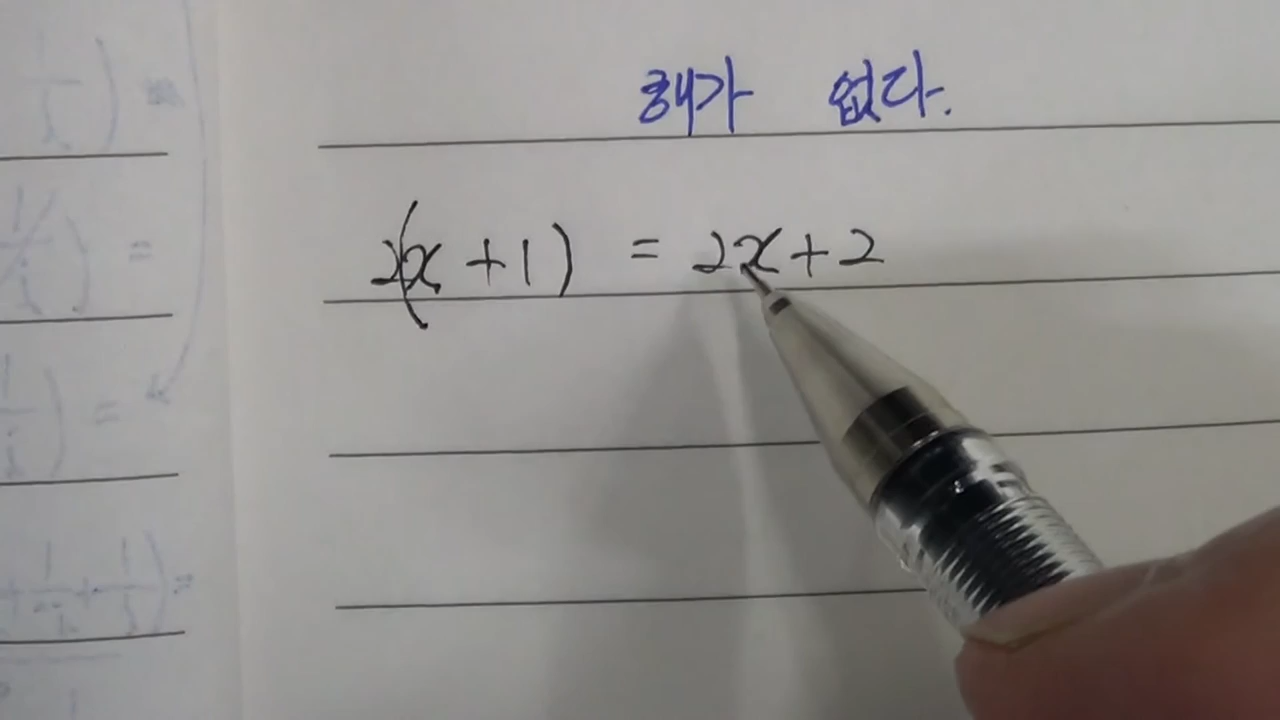 해가 없다.
2(x+1) = 2x+2